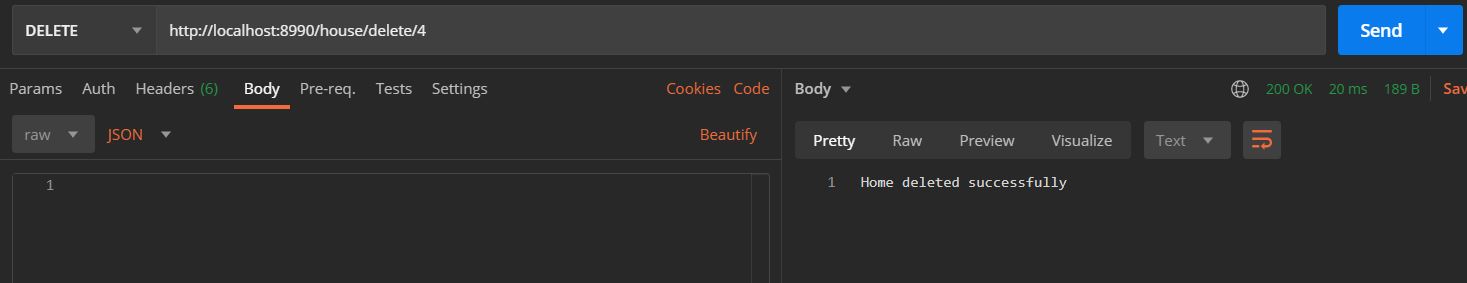 DELETE http://localhost:8990/house/delete/4 Send
Params Auth Headers (6) Body Pre-req. Tests Settings Cookies Code Body 200 OK 20 ms 189 B Sav
raw JSON Beautify Pretty Raw Preview Visualize Text
1 1 Home deleted successfully